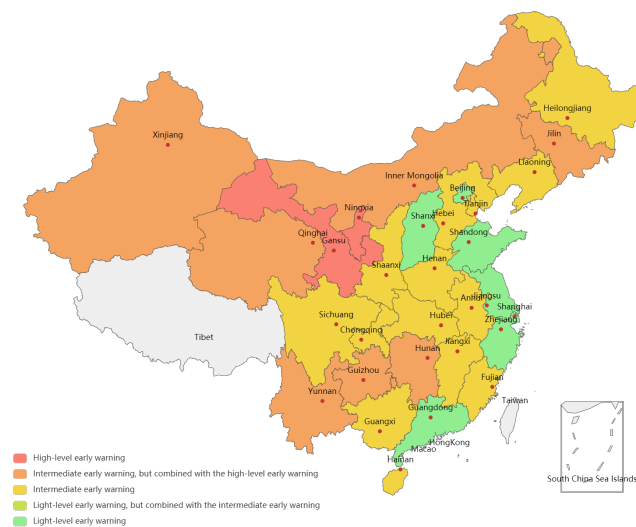 Heilongjiang
Xinjiang
Jilin
Liaoning
Inner Mongolia
Beijing
Tianjin
Ningxia
Shanxi
Hebei
Qinghai
Gansu
Shandong
Shaanxi
Henan
Anhui
Jiangsu
Shanghai
Sichuang
Hubei
Zhejiang
Chongqing
Tibet
Jiangxi
Hunan
Guizhou
Fujian
Yunnan
Taiwan
Guangdong
Guangxi
HongKong
Macao
Hainan
High-level early warning
Intermediate early warning, but combined with the high-level early warning
South Chipa Sea Islands
Intermediate early warning
Light-level early warning, but combined with the intermediate early warning
Light-level early warning